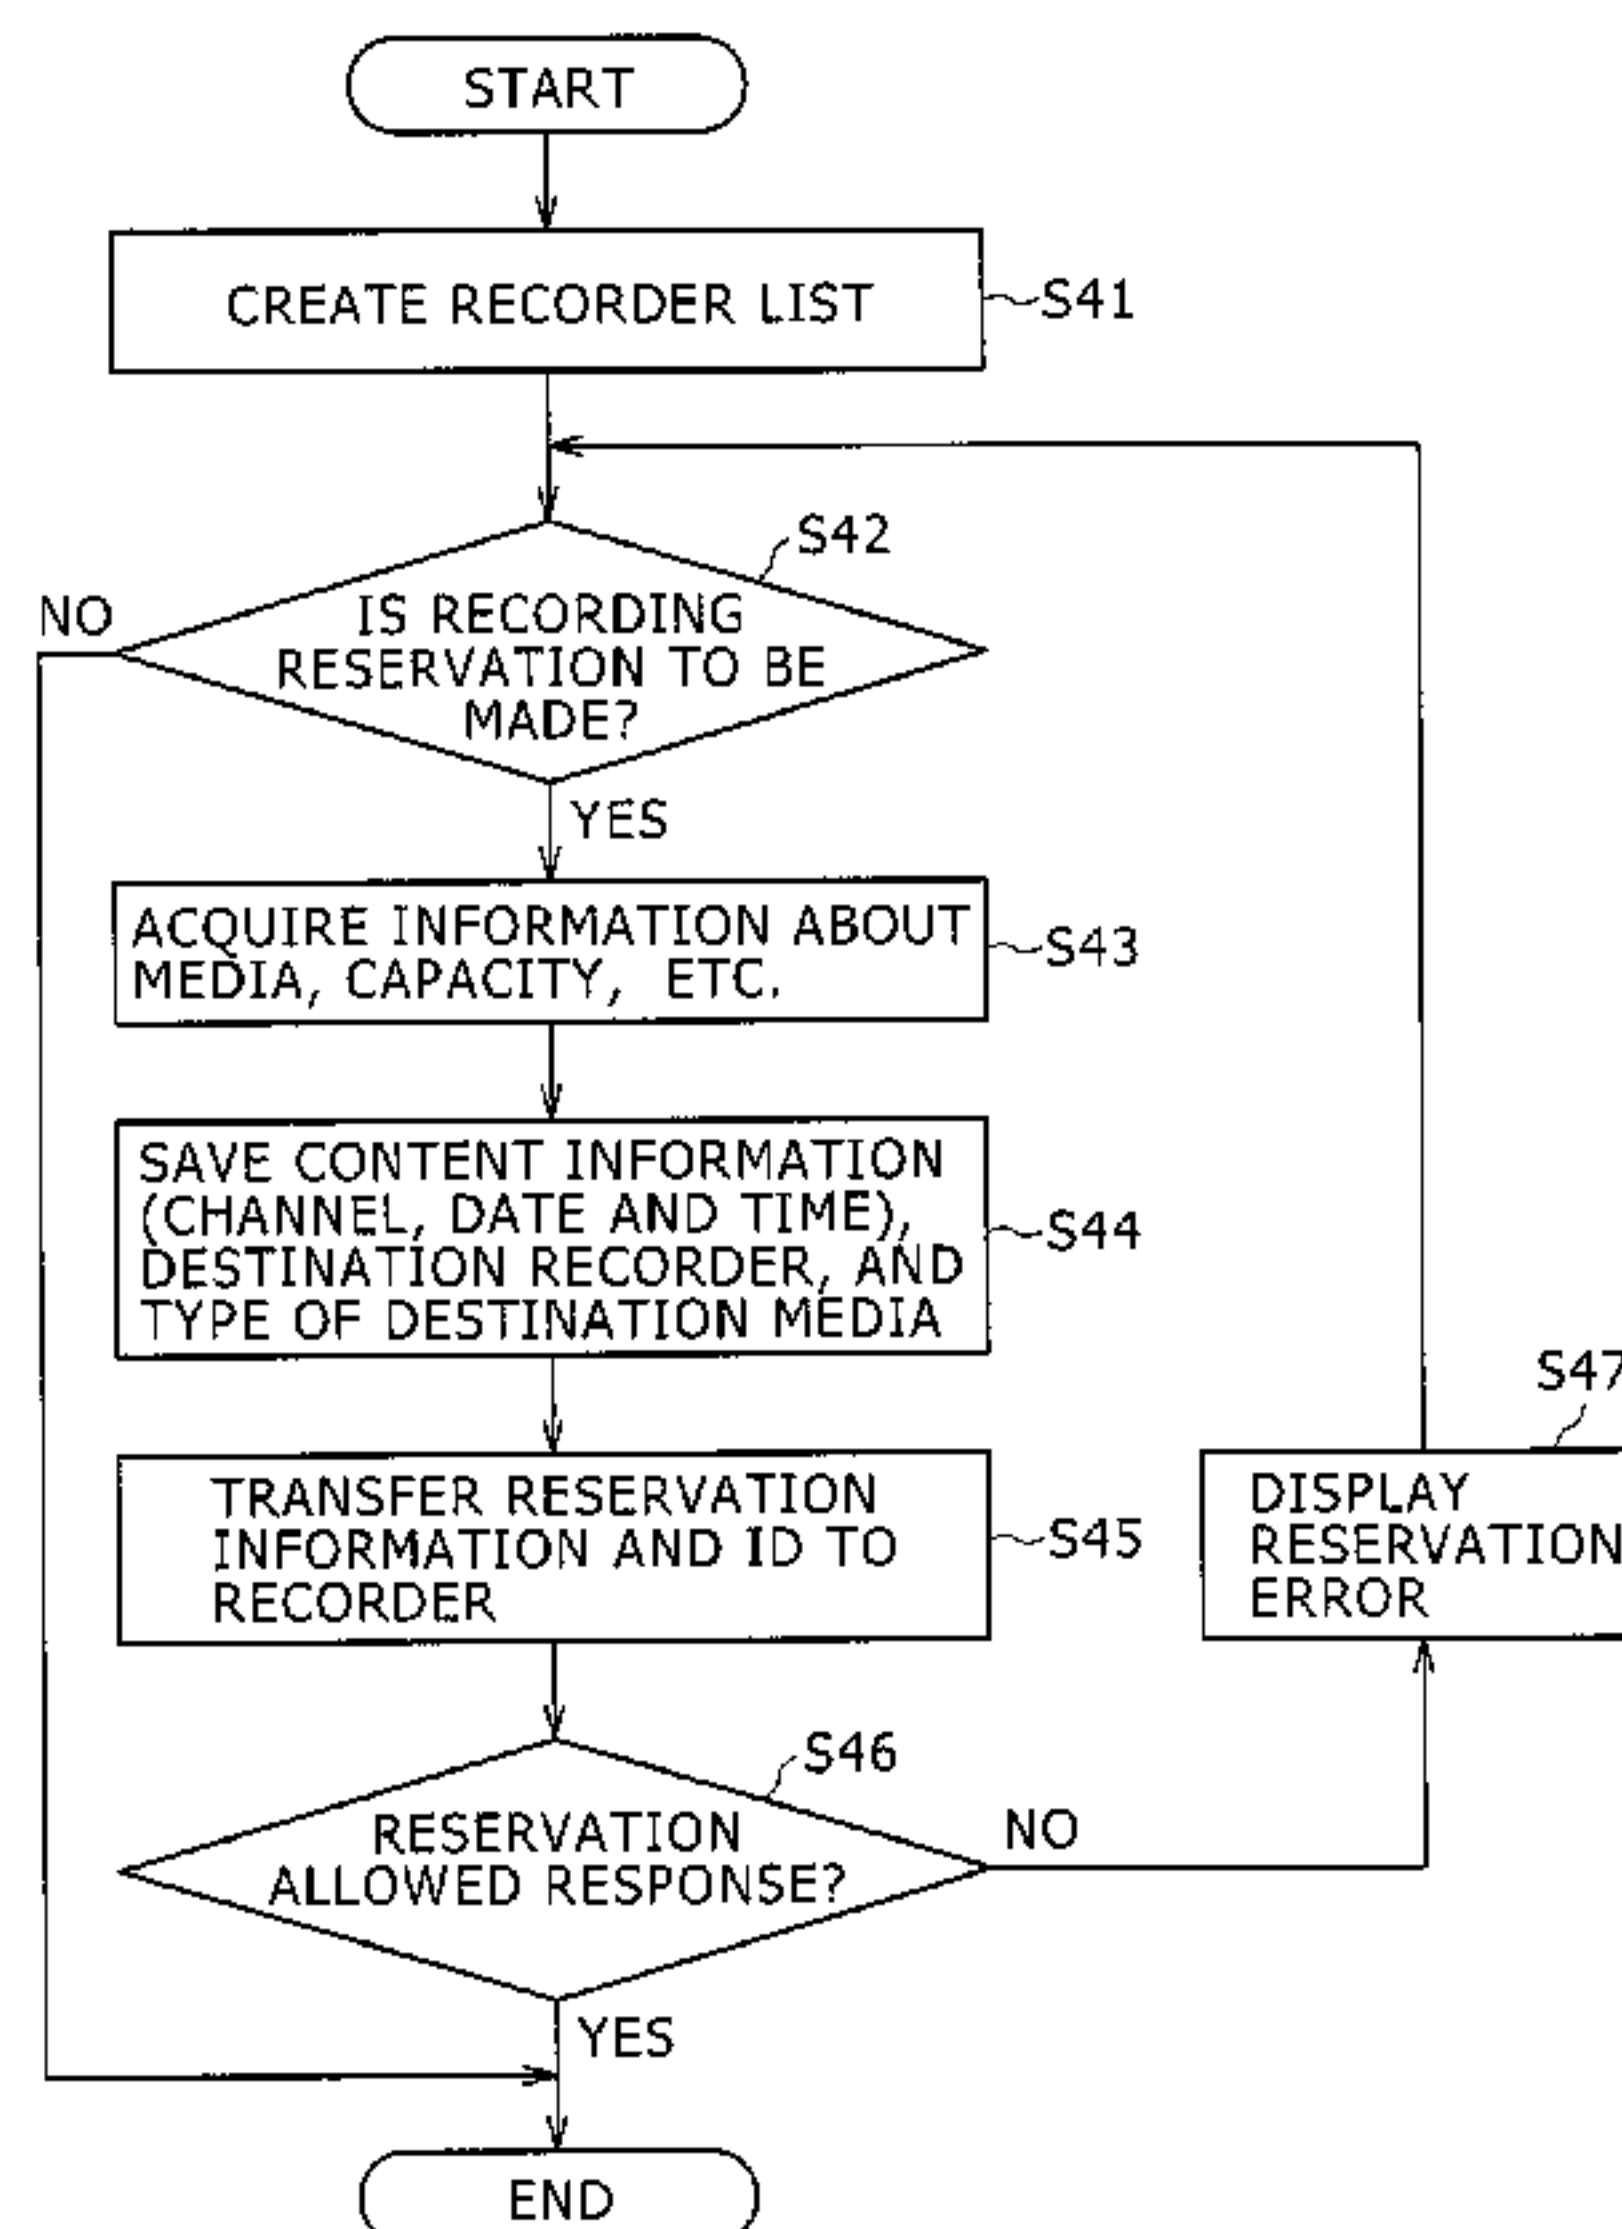 START
CREATE RECORDER LIST
S41
S42
NO
IS RECORDING
RESERVATION TO BE
MADE?
YES
ACQUIRE INFORMATION ABOUT
MEDIA, CAPACITY, ETC.
S43
SAVE CONTENT INFORMATION
(CHANNEL, DATE AND TIME),
DESTINATION RECORDER, AND
TYPE OF DESTINATION MEDIA
S44
TRANSFER RESERVATION
INFORMATION AND ID TO
RECORDER
S45
S47
DISPLAY
RESERVATION
ERROR
S46
RESERVATION
ALLOWED RESPONSE?
NO
YES
END